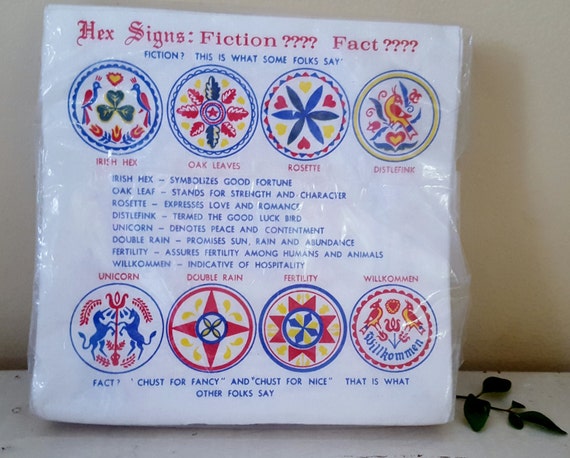 Hex Signs: Fiction ???? Fact ????
FICTION? THIS IS WHAT SOME FOLKS SAY'
IRISH HEX OAK LEAVES ROSETTE DISTLEFINK
IRISH HEX – SYMBOLIZES GOOD FORTUNE
OAK LEAF – STANDS FOR STRENGTH AND CHARACTER
ROSETTE – EXPRESSES LOVE AND ROMANCE
DISTLEFINK – TERMED THE GOOD LUCK BIRD
UNICORN – DENOTES PEACE AND CONTENTMENT
DOUBLE RAIN – PROMISES SUN, RAIN AND ABUNDANCE
FERTILITY – ASSURES FERTILITY AMONG HUMANS AND ANIMALS
WILLKOMMEN – INDICATIVE OF HOSPITALITY
UNICORN DOUBLE RAIN FERTILITY WILLKOMMEN
Willkommen
FACT? ' CHUST FOR FANCY" AND "CHUST FOR NICE" THAT IS WHAT
OTHER FOLKS SAY